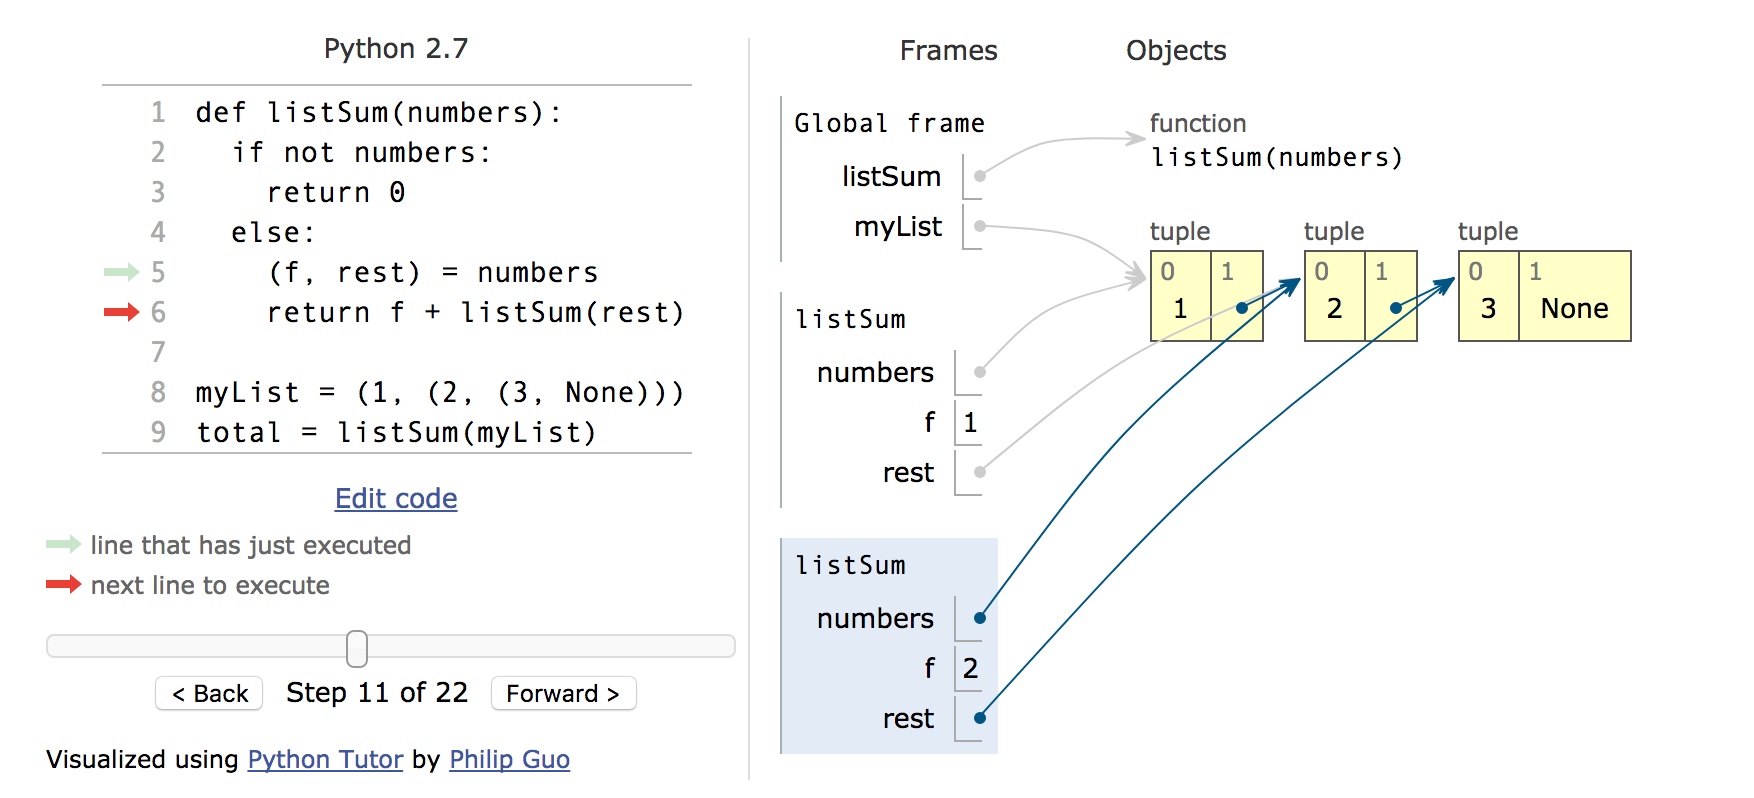 Python 2.7
1 def listSum(numbers):
2   if not numbers:
3     return 0
4   else:
5     (f, rest) = numbers
6     return f + listSum(rest)
7
8 myList = (1, (2, (3, None)))
9 total = listSum(myList)
Edit code
line that has just executed
next line to execute
< Back Step 11 of 22 Forward >
Visualized using Python Tutor by Philip Guo
Frames Objects
Global frame
listSum
myList
function
listSum(numbers)
tuple
0 1
1
tuple
0 1
2
tuple
0 1
3 None
listSum
numbers
f 1
rest
listSum
numbers
f 2
rest